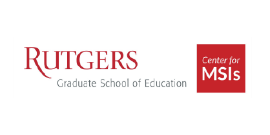 RUTGERS
Graduate School of Education
Center for
MSIs